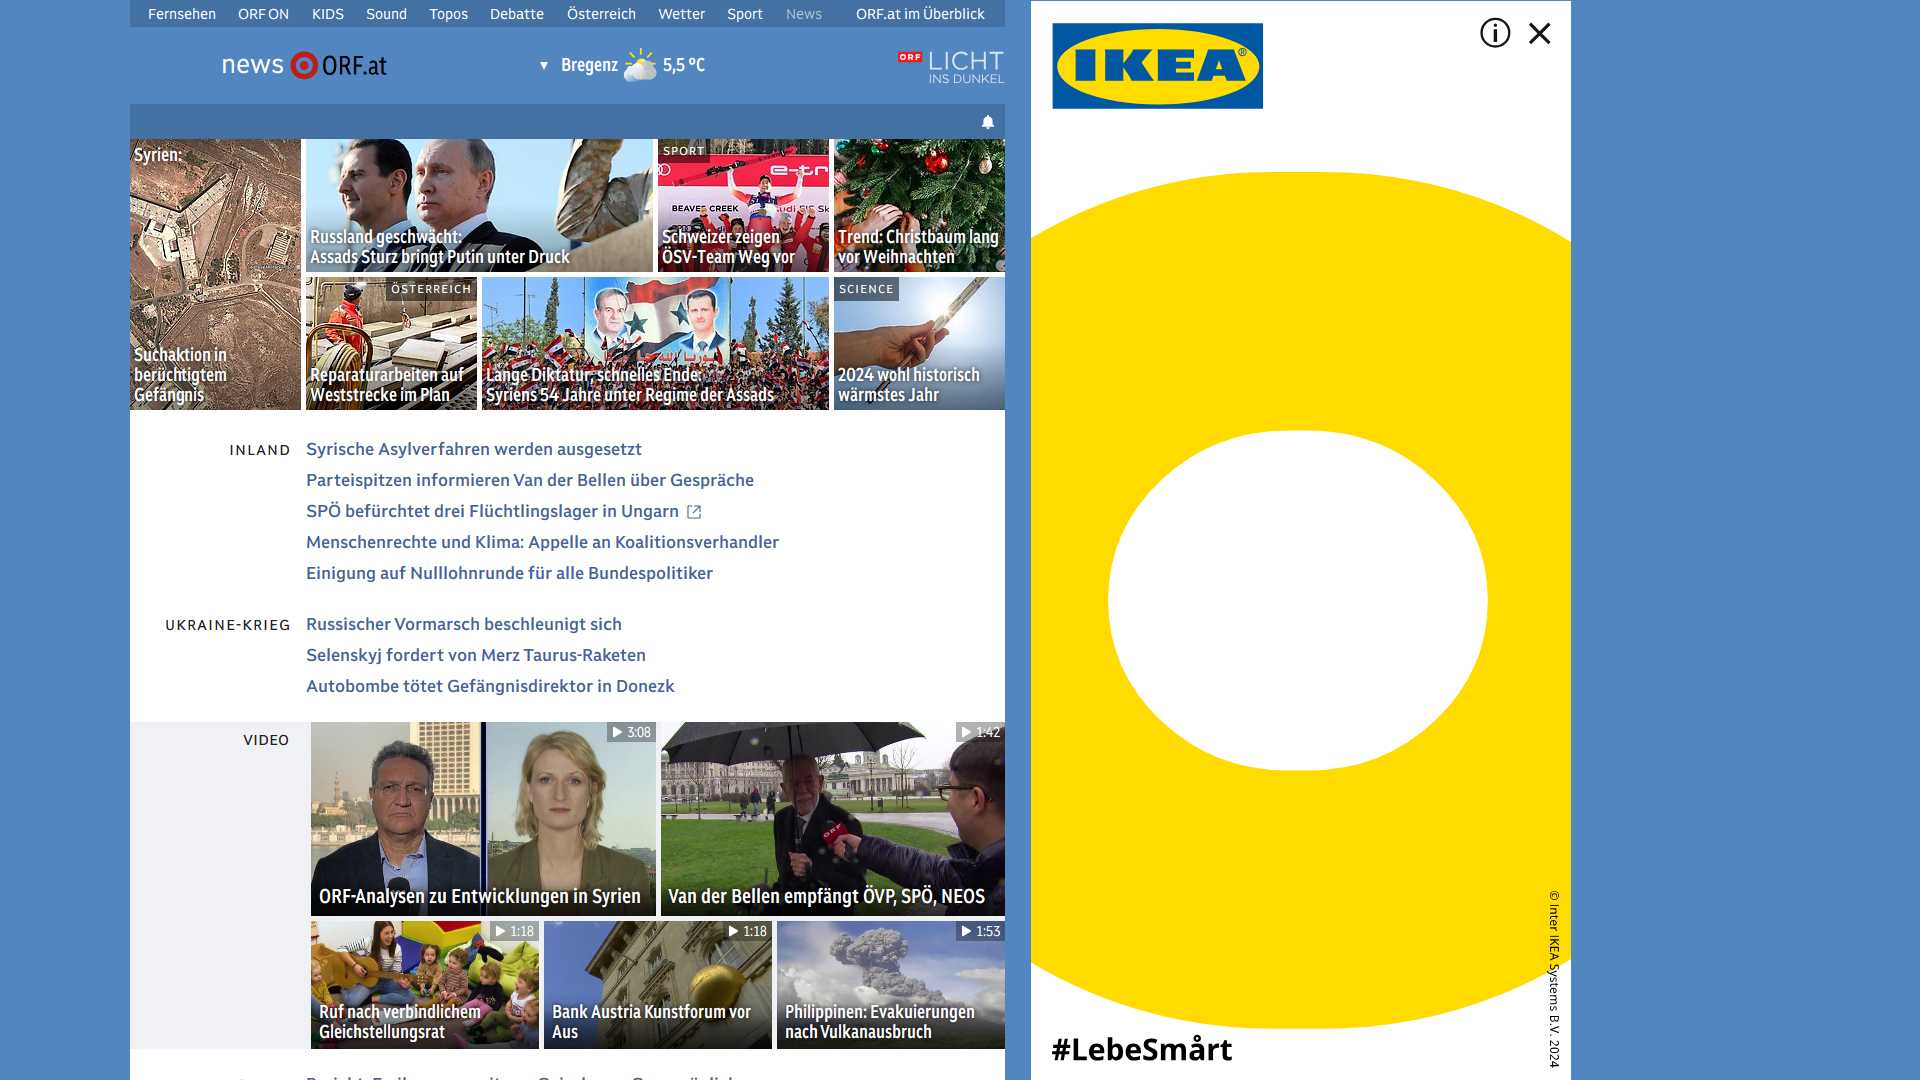 Fernsehen ORF ON KIDS Sound Topos Debatte Österreich Wetter Sport News ORF.at im Überblick
news ORF.at
▼ Bregenz 5,5 °C
ORF LICHT
INS DUNKEL
Syrien:
Suchaktion in
berüchtigtem
Gefängnis
Russland geschwächt:
Assads Sturz bringt Putin unter Druck
SPORT
BEAVER CREEK
Schweizer zeigen
ÖSV-Team Weg vor
Trend: Christbaum lang
vor Weihnachten
ÖSTERREICH
Reparaturarbeiten auf
Weststrecke im Plan
Lange Diktatur, schnelles Ende:
Syriens 54 Jahre unter Regime der Assads
SCIENCE
2024 wohl historisch
wärmstes Jahr
INLAND
Syrische Asylverfahren werden ausgesetzt
Parteispitzen informieren Van der Bellen über Gespräche
SPÖ befürchtet drei Flüchtlingslager in Ungarn
Menschenrechte und Klima: Appelle an Koalitionsverhandler
Einigung auf Nulllohnrunde für alle Bundespolitiker
UKRAINE-KRIEG
Russischer Vormarsch beschleunigt sich
Selenskyj fordert von Merz Taurus-Raketen
Autobombe tötet Gefängnisdirektor in Donezk
VIDEO
3:08
ORF-Analysen zu Entwicklungen in Syrien
1:42
ORF
Van der Bellen empfängt ÖVP, SPÖ, NEOS
1:18
Ruf nach verbindlichem
Gleichstellungsrat
1:18
Bank Austria Kunstforum vor
Aus
1:53
Philippinen: Evakuierungen
nach Vulkanausbruch
IKEA®
#LebeSmårt
© Inter IKEA Systems B.V. 2024